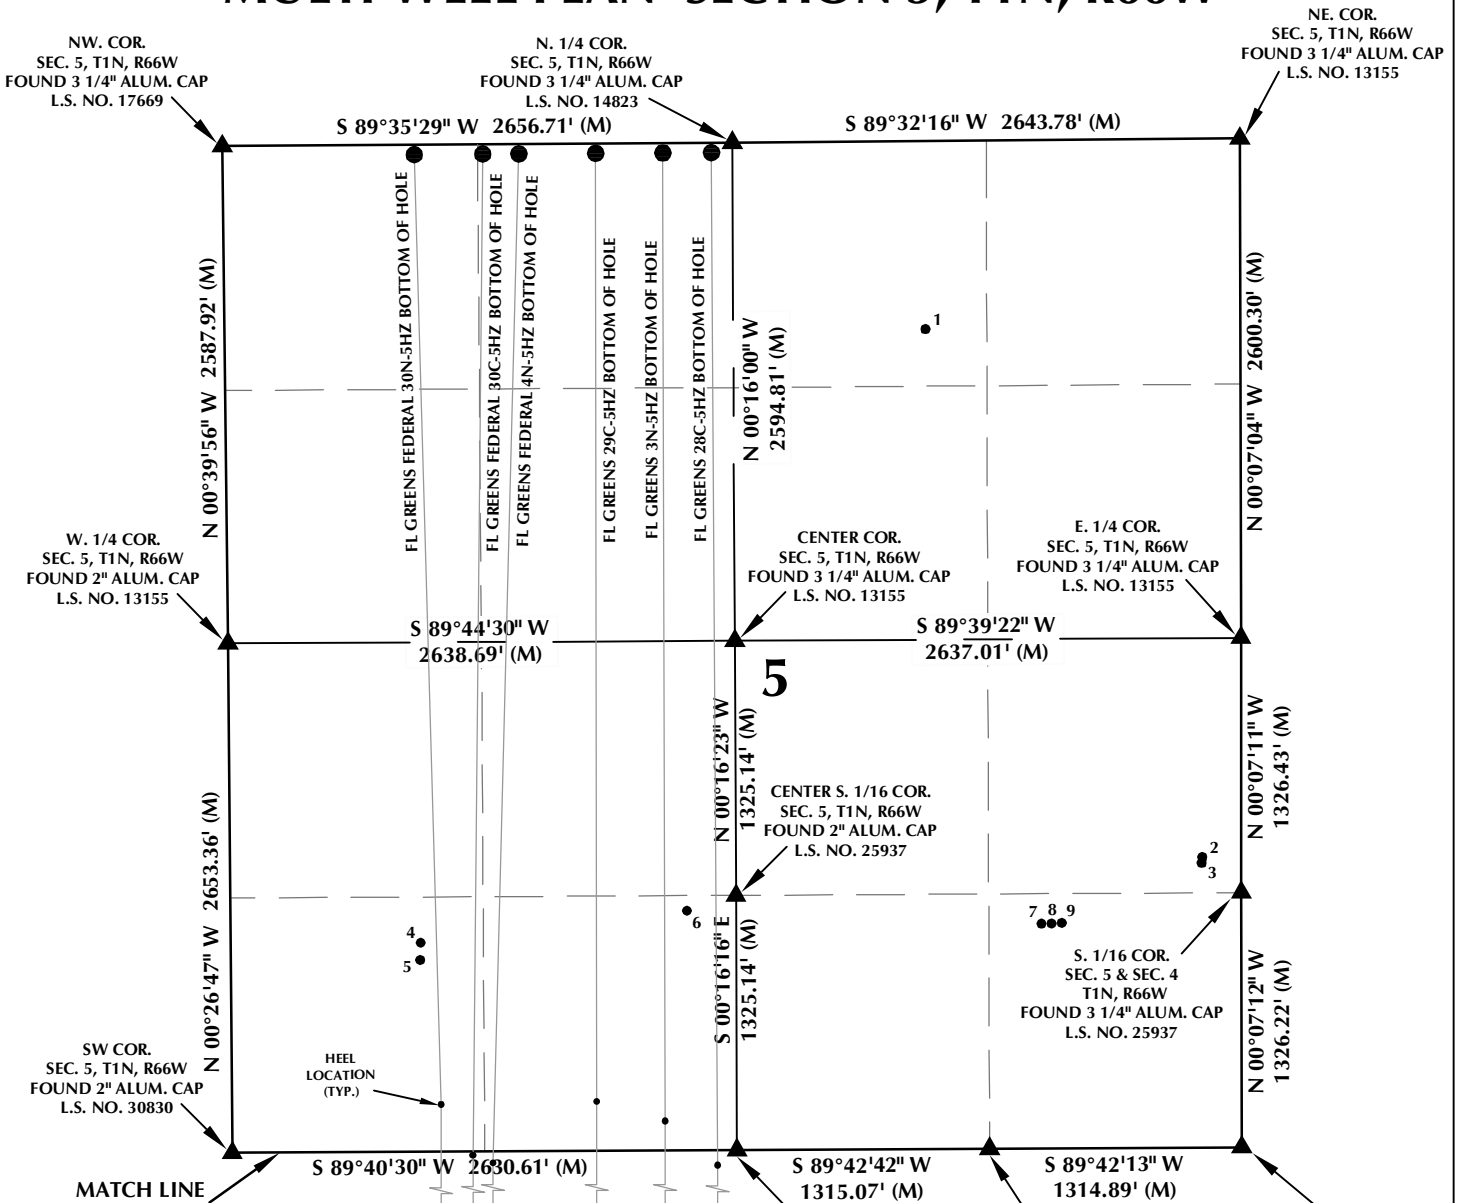 MULTI-WELL PLAN- SECTION 5, T1N, R66W
NW. COR.
SEC. 5, T1N, R66W
FOUND 3 1/4" ALUM. CAP
L.S. NO. 17669
N. 1/4 COR.
SEC. 5, T1N, R66W
FOUND 3 1/4" ALUM. CAP
L.S. NO. 14823
NE. COR.
SEC. 5, T1N, R66W
FOUND 3 1/4" ALUM. CAP
L.S. NO. 13155
S 89°35'29" W 2656.71' (M)
S 89°32'16" W 2643.78' (M)
N 00°39'56" W 2587.92' (M)
FL GREENS FEDERAL 30N-5HZ BOTTOM OF HOLE
FL GREENS FEDERAL 30C-5HZ BOTTOM OF HOLE
FL GREENS FEDERAL 4N-5HZ BOTTOM OF HOLE
FL GREENS 29C-5HZ BOTTOM OF HOLE
FL GREENS 3N-5HZ BOTTOM OF HOLE
FL GREENS 28C-5HZ BOTTOM OF HOLE
N 00°16'00" W
2594.81' (M)
1
N 00°07'04" W 2600.30' (M)
W. 1/4 COR.
SEC. 5, T1N, R66W
FOUND 2" ALUM. CAP
L.S. NO. 13155
CENTER COR.
SEC. 5, T1N, R66W
FOUND 3 1/4" ALUM. CAP
L.S. NO. 13155
E. 1/4 COR.
SEC. 5, T1N, R66W
FOUND 3 1/4" ALUM. CAP
L.S. NO. 13155
S 89°44'30" W
2638.69' (M)
S 89°39'22" W
2637.01' (M)
5
N 00°26'47" W 2653.36' (M)
N 00°16'23" W
1325.14' (M)
CENTER S. 1/16 COR.
SEC. 5, T1N, R66W
FOUND 2" ALUM. CAP
L.S. NO. 25937
N 00°07'11" W
1326.43' (M)
2
3
4
5
6
7 8 9
S 00°16'16" E
1325.14' (M)
S. 1/16 COR.
SEC. 5 & SEC. 4
T1N, R66W
FOUND 3 1/4" ALUM. CAP
L.S. NO. 25937
N 00°07'12" W
1326.22' (M)
SW COR.
SEC. 5, T1N, R66W
FOUND 2" ALUM. CAP
L.S. NO. 30830
HEEL
LOCATION
(TYP.)
S 89°40'30" W 2630.61' (M)
S 89°42'42" W
1315.07' (M)
S 89°42'13" W
1314.89' (M)
MATCH LINE